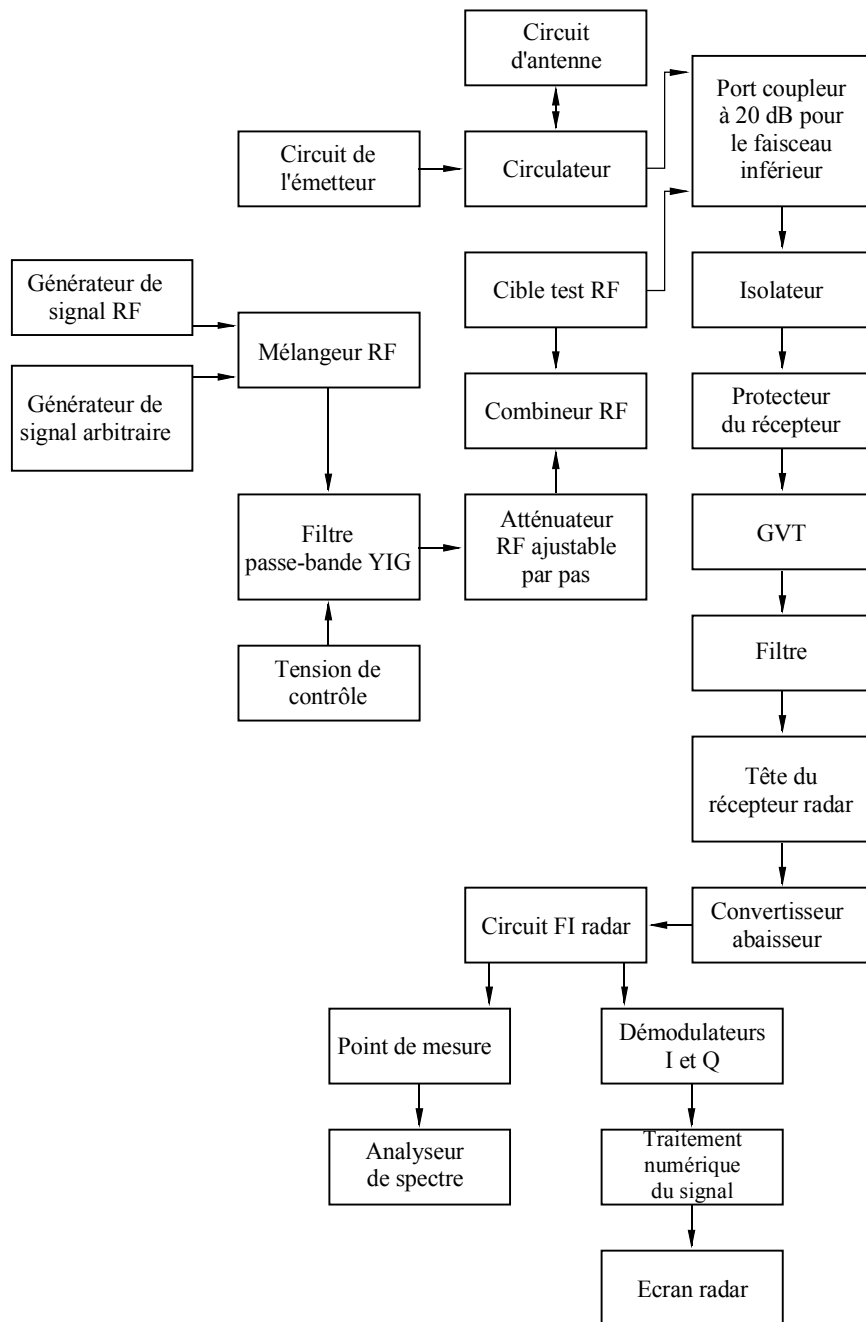 Circuit
d'antenne
Port coupleur
à 20 dB pour
le faisceau
inférieur
Circuit de
l'émetteur
Circulateur
Générateur de
signal RF
Cible test RF
Isolateur
Mélangeur RF
Générateur de
signal arbitraire
Combineur RF
Protecteur
du récepteur
Filtre
passe-bande YIG
Atténuateur
RF ajustable
par pas
GVT
Tension de
contrôle
Filtre
Tête du
récepteur radar
Circuit FI radar
Convertisseur
abaisseur
Point de mesure
Démodulateurs
I et Q
Analyseur
de spectre
Traitement
numérique
du signal
Ecran radar